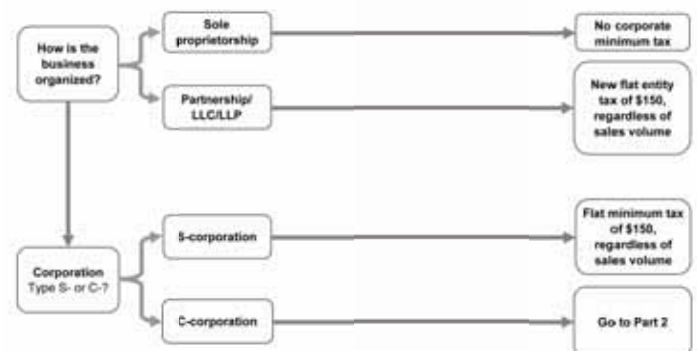 How is the
business
organized?
Sole
proprietorship
No corporate
minimum tax
Partnership/
LLC/LLP
New flat entity
tax of $150,
regardless of
sales volume
Corporation
Type S- or C-?
S-corporation
Flat minimum tax
of $150,
regardless of
sales volume
C-corporation
Go to Part 2